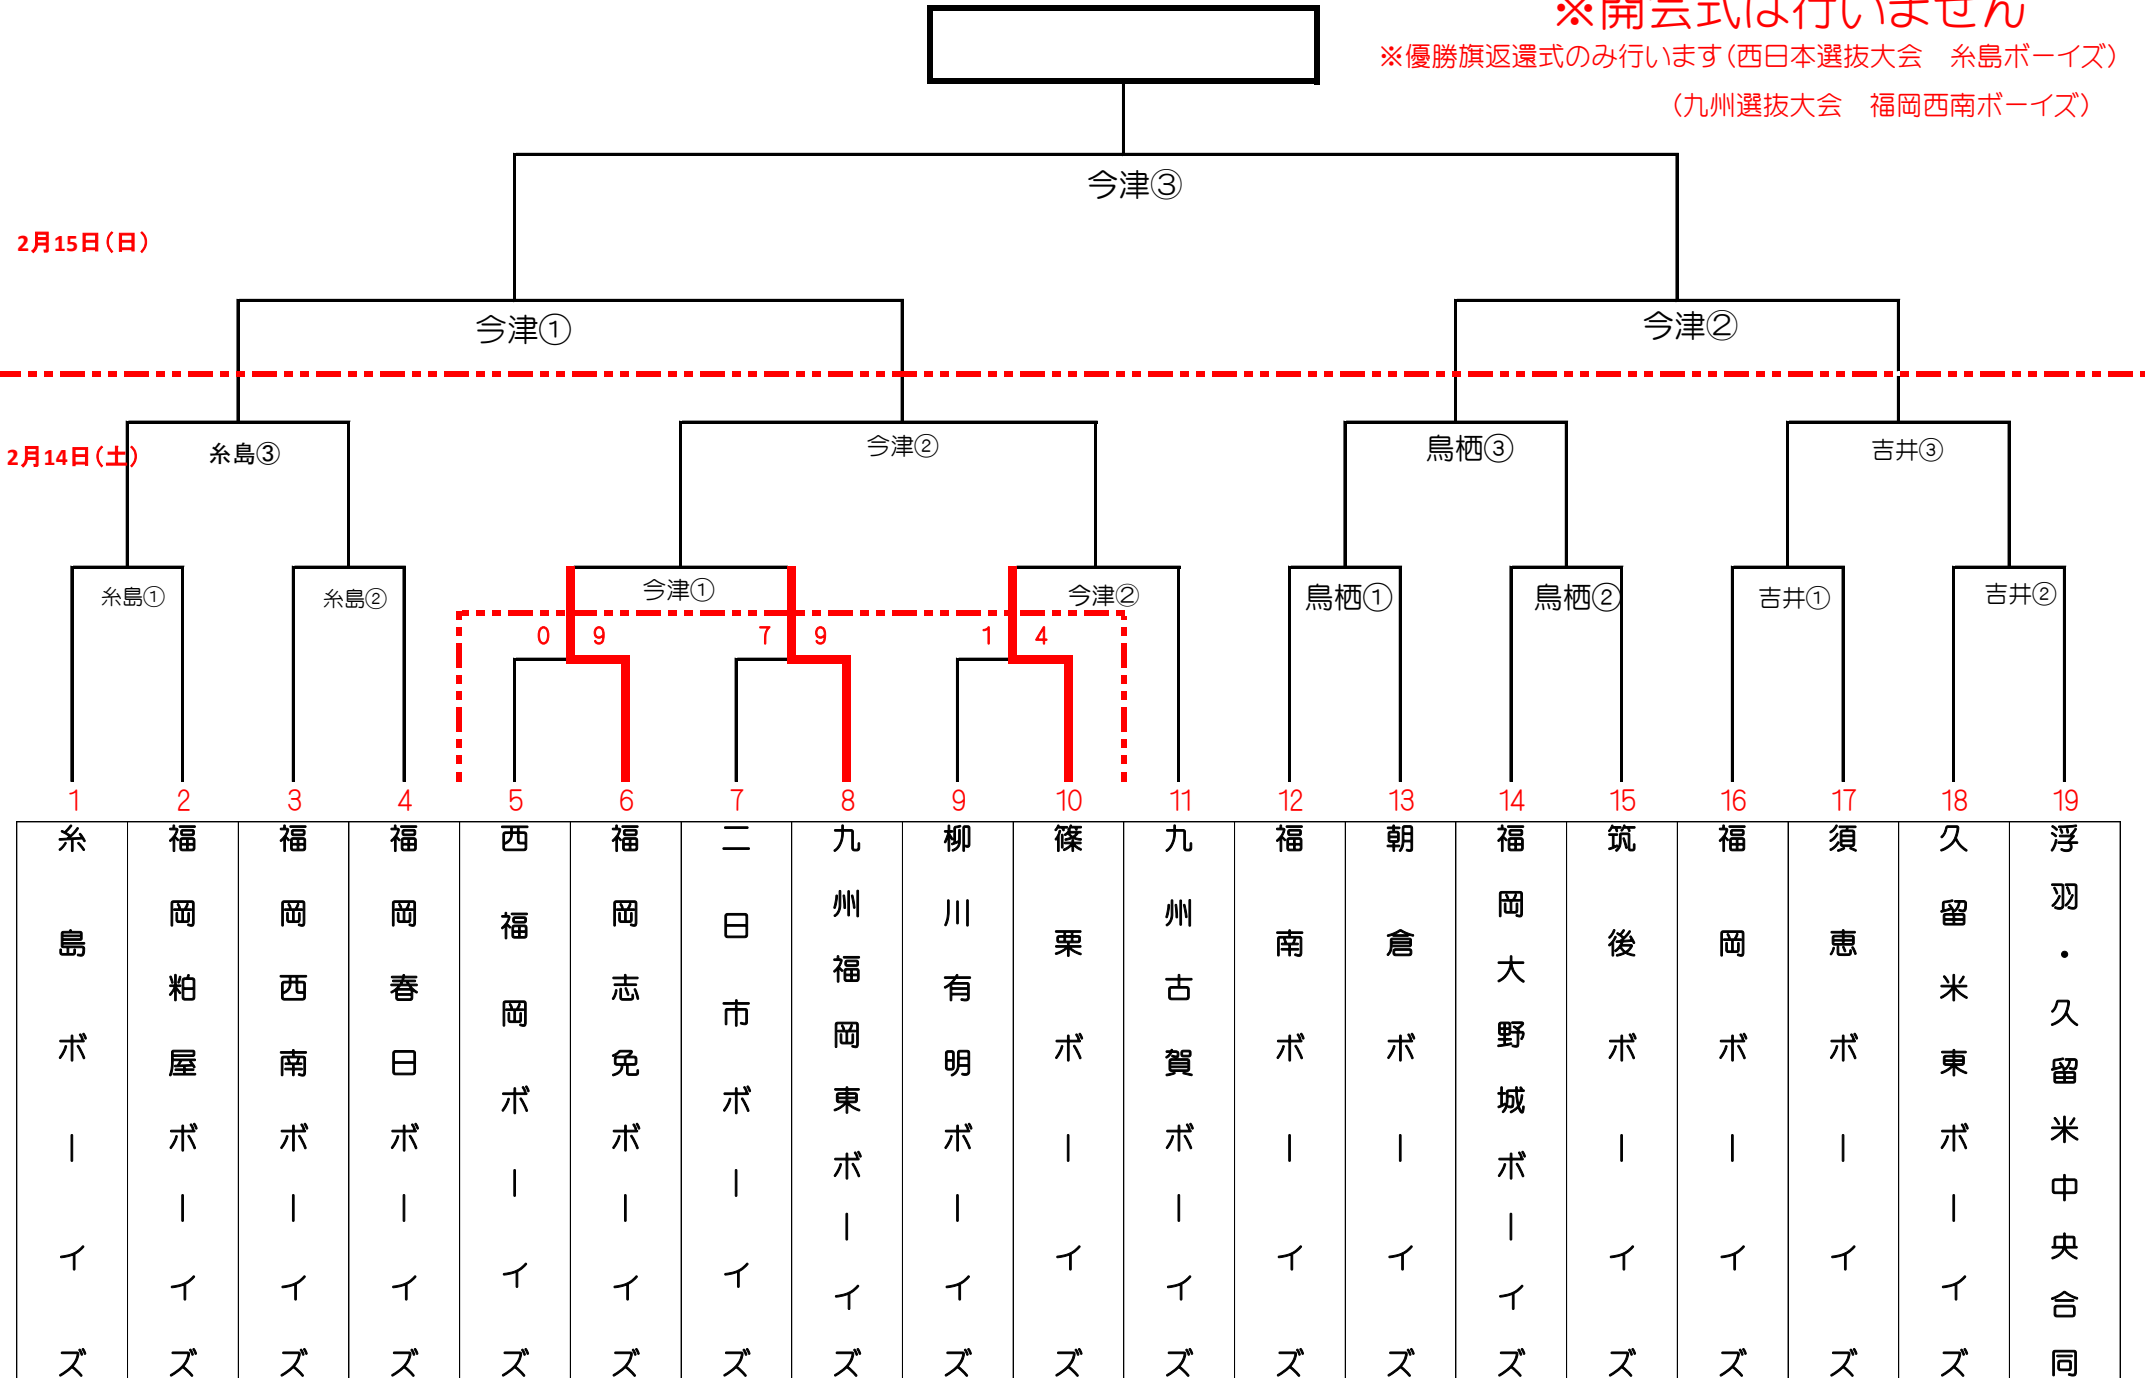 ※開会式は行いません
※優勝旗返還式のみ行います(西日本選抜大会　糸島ボーイズ)
(九州選抜大会　福岡西南ボーイズ)
今津③
2月15日(日)
今津①
今津②
2月14日(土)
糸島③
今津②
鳥栖③
吉井③
糸島①
糸島②
今津①
今津②
鳥栖①
鳥栖②
吉井①
吉井②
0 9
7 9
1 4
1 2 3 4 5 6 7 8 9 10 11 12 13 14 15 16 17 18 19
糸島ボーイズ
福岡粕屋ボーイズ
福岡西南ボーイズ
福岡春日ボーイズ
西福岡ボーイズ
福岡志免ボーイズ
二日市ボーイズ
九州福岡東ボーイズ
柳川有明ボーイズ
篠栗ボーイズ
九州古賀ボーイズ
福南ボーイズ
朝倉ボーイズ
福岡大野城ボーイズ
筑後ボーイズ
福岡ボーイズ
須恵ボーイズ
久留米東ボーイズ
浮羽・久留米中央合同